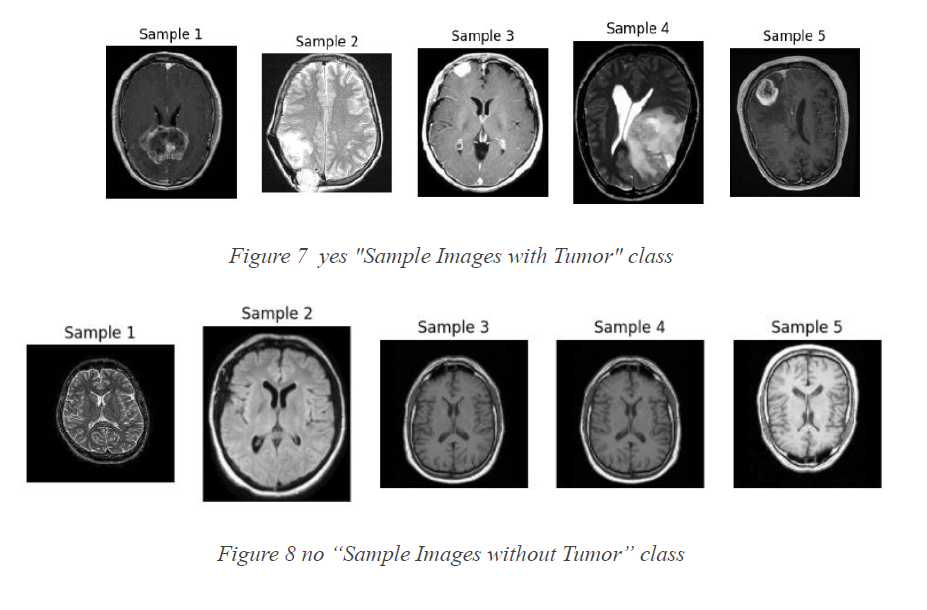 Sample 1
Sample 2
Sample 3
Sample 4
Sample 5
Figure 7  yes "Sample Images with Tumor" class
Sample 1
Sample 2
Sample 3
Sample 4
Sample 5
Figure 8 no “Sample Images without Tumor” class